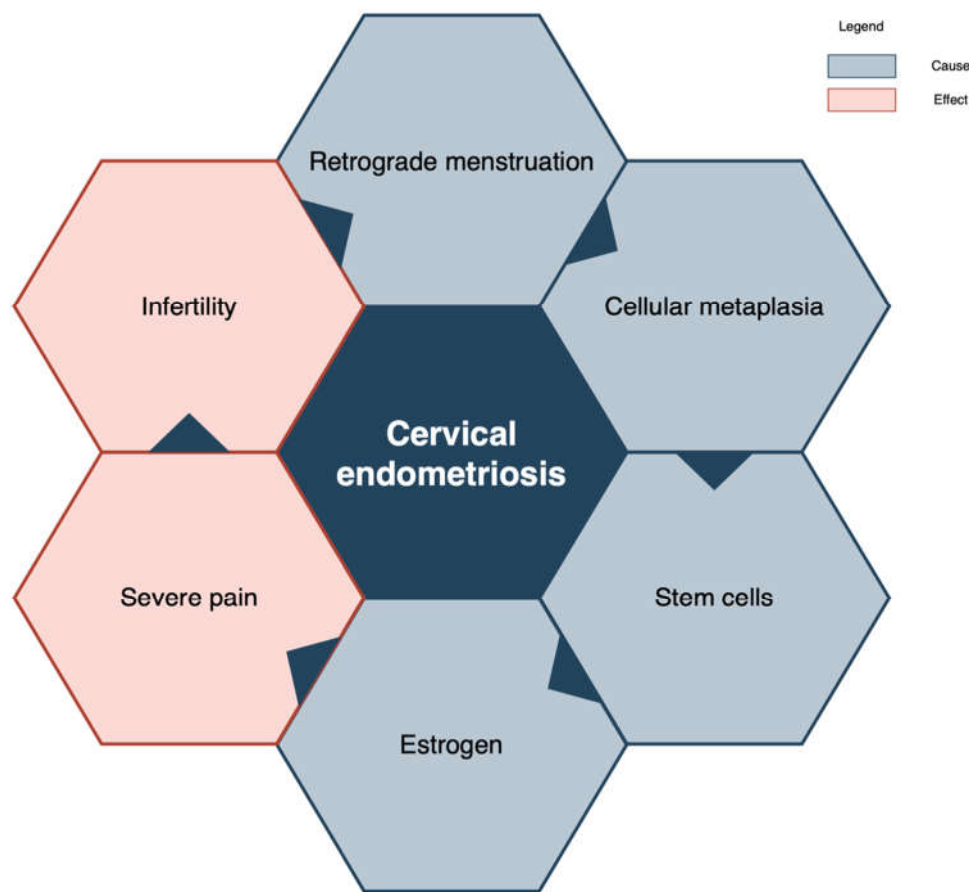 Legend
Cause
Effect
Retrograde menstruation
Infertility
Cellular metaplasia
Cervical
endometriosis
Severe pain
Stem cells
Estrogen